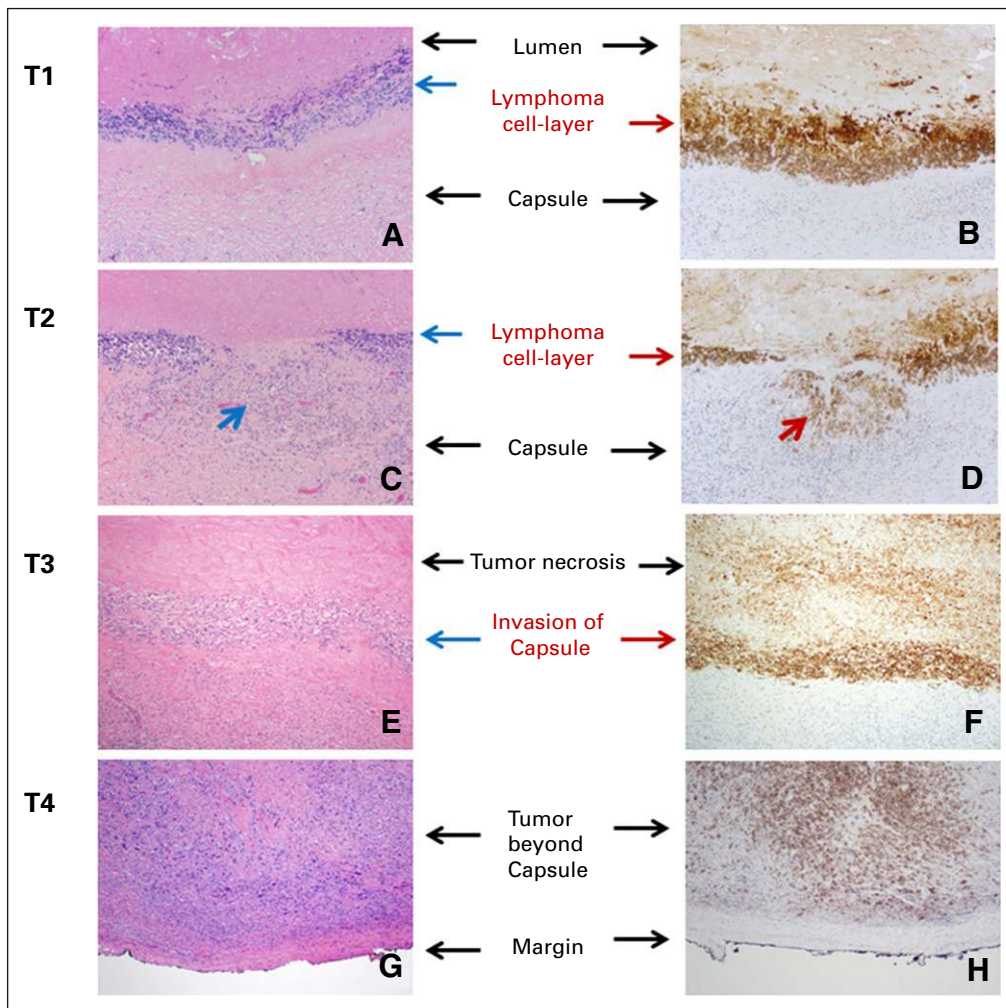 T1
Lumen
Lymphoma
cell-layer
Capsule
A
B
T2
Lymphoma
cell-layer
Capsule
C
D
T3
Tumor necrosis
Invasion of
Capsule
E
F
T4
Tumor
beyond
Capsule
Margin
G
H